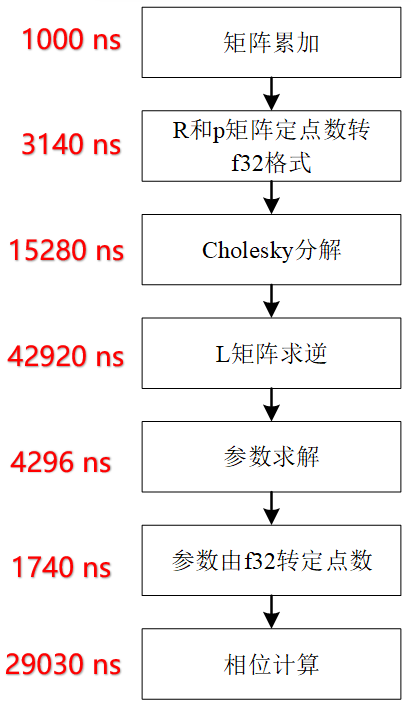 1000 ns
矩阵累加
3140 ns
R和p矩阵定点数转
f32格式
15280 ns
Cholesky分解
42920 ns
L矩阵求逆
4296 ns
参数求解
1740 ns
参数由f32转定点数
29030 ns
相位计算